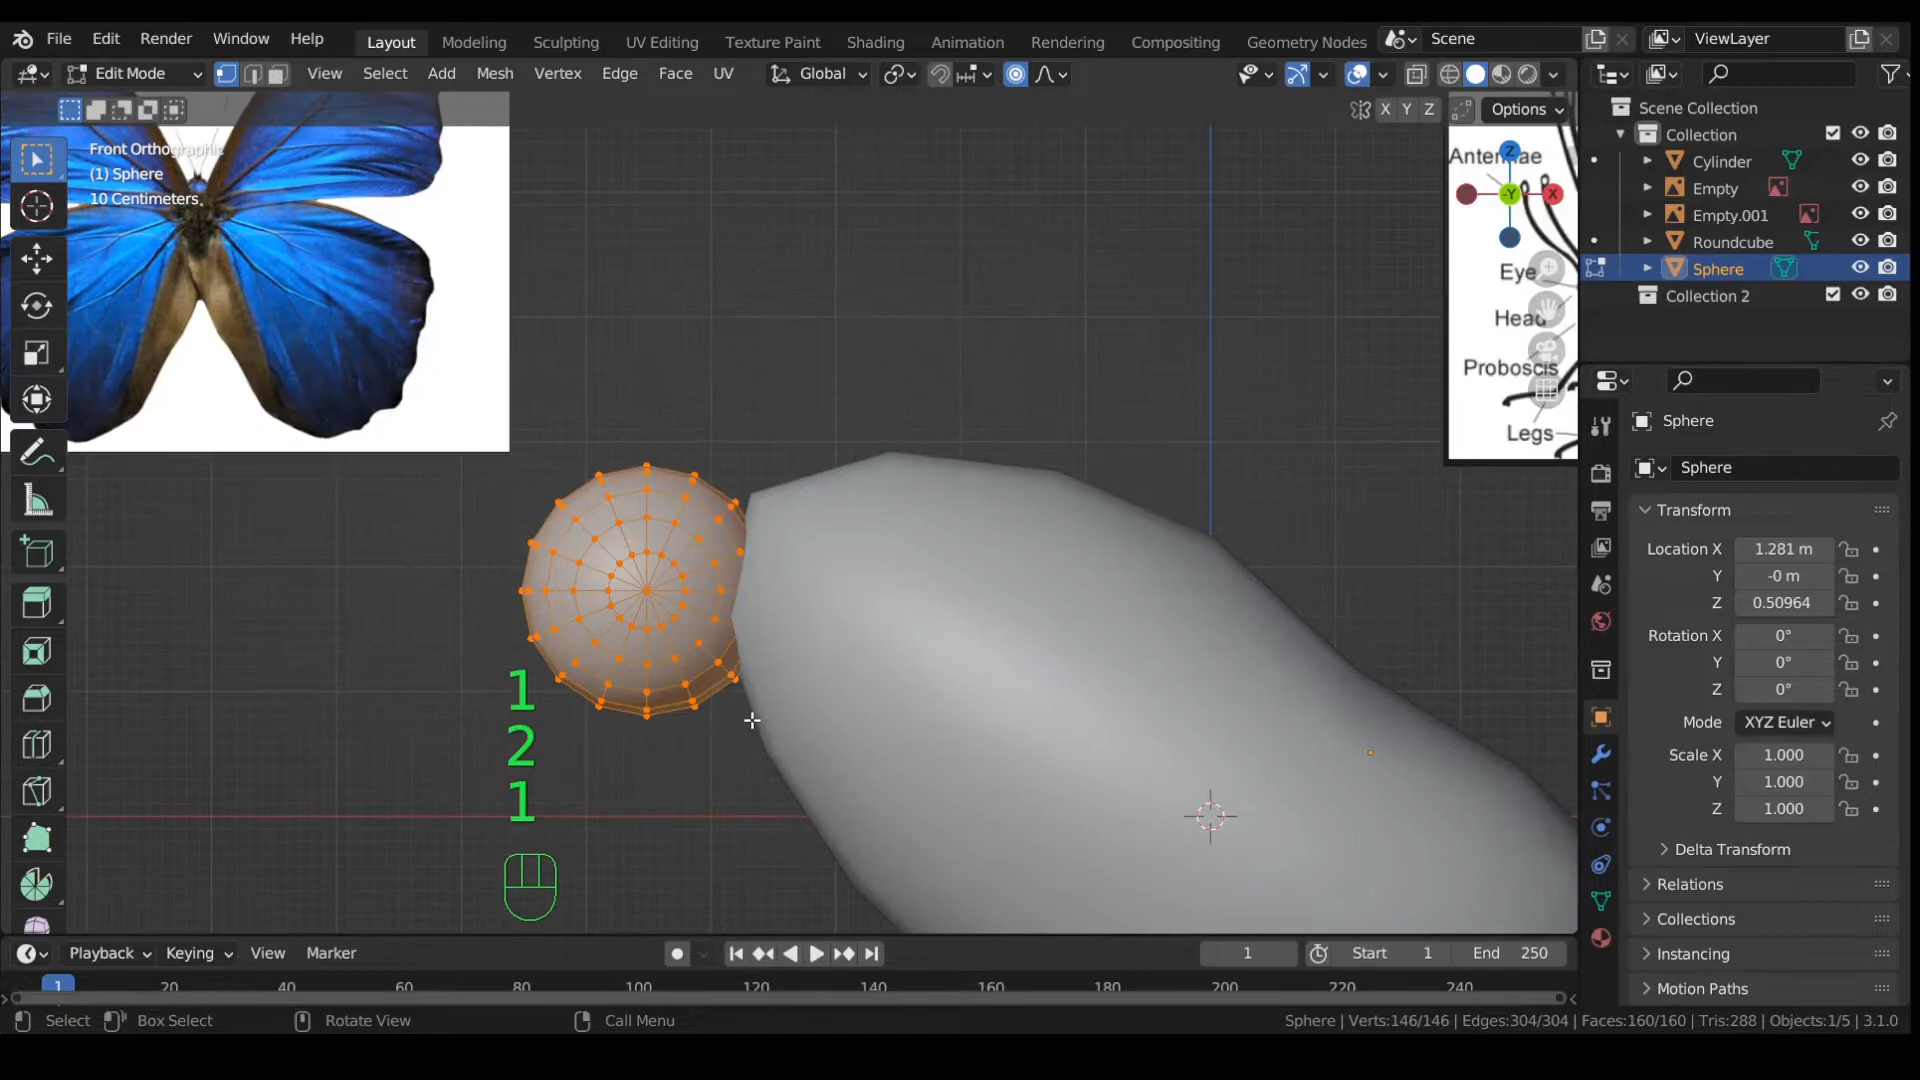 File Edit Render Window Help Layout Modeling Sculpting UV Editing Texture Paint Shading Animation Rendering Compositing Geometry Nodes Scene ViewLayer
Edit Mode View Select Add Mesh Vertex Edge Face UV Global
X Y Z Options
Front Orthographic
(1) Sphere
10 Centimeters
Antennae
Eye
Head
Proboscis
Legs
Z
Y
X
1
2
1
Scene Collection
Collection
Cylinder
Empty
Empty.001
Roundcube
Sphere
Collection 2
Sphere
Sphere
Transform
Location X 1.281 m
Y -0 m
Z 0.50964
Rotation X 0°
Y 0°
Z 0°
Mode XYZ Euler
Scale X 1.000
Y 1.000
Z 1.000
Delta Transform
Relations
Collections
Instancing
Motion Paths
Playback Keying View Marker 1 Start 1 End 250
1 20 40 60 80 100 120 140 160 180 200 220 240
Select Box Select Rotate View Call Menu Sphere | Verts:146/146 | Edges:304/304 | Faces:160/160 | Tris:288 | Objects:1/5 | 3.1.0